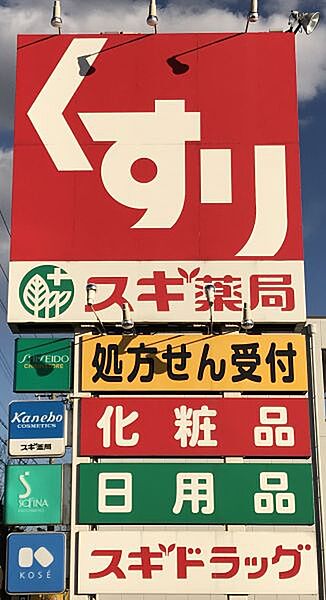 くすり
スギ薬局
SHISEIDO
CHAINSTORE
処方せん受付
Kanebo
COSMETICS
スギ薬局
化粧品
SOFINA
日用品
KOSÉ
スギドラッグ